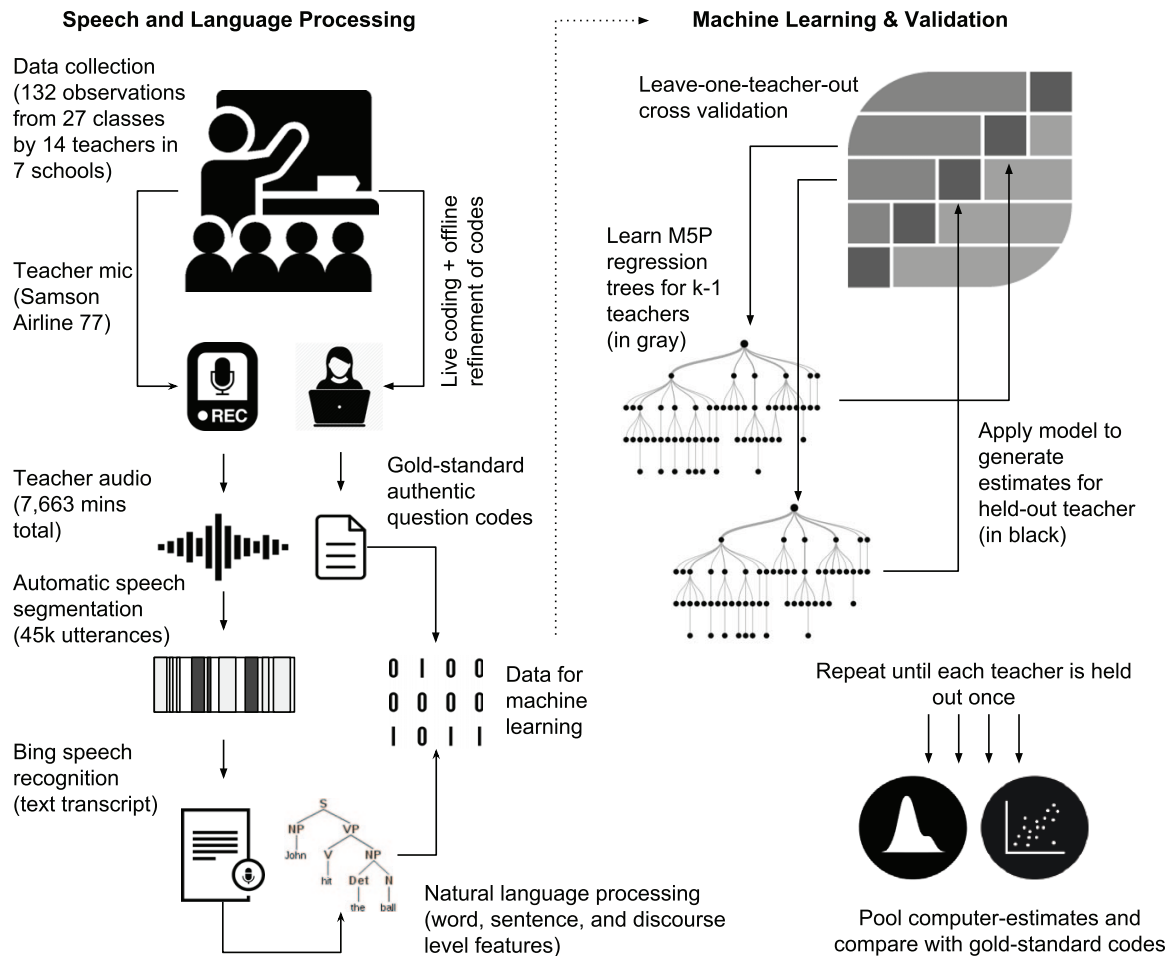 Speech and Language Processing
Data collection
(132 observations
from 27 classes
by 14 teachers in
7 schools)
Teacher mic
(Samson
Airline 77)
Live coding + offline
refinement of codes
REC
Teacher audio
(7,663 mins
total)
Gold-standard
authentic
question codes
Automatic speech
segmentation
(45k utterances)
0 1 0 0
0 0 0 0
1 0 1 1
Data for
machine
learning
Bing speech
recognition
(text transcript)
S
NP VP
John V NP
hit Det N
the ball
Natural language processing
(word, sentence, and discourse
level features)
Machine Learning & Validation
Leave-one-teacher-out
cross validation
Learn M5P
regression
trees for k-1
teachers
(in gray)
Apply model to
generate
estimates for
held-out teacher
(in black)
Repeat until each teacher is held
out once
Pool computer-estimates and
compare with gold-standard codes